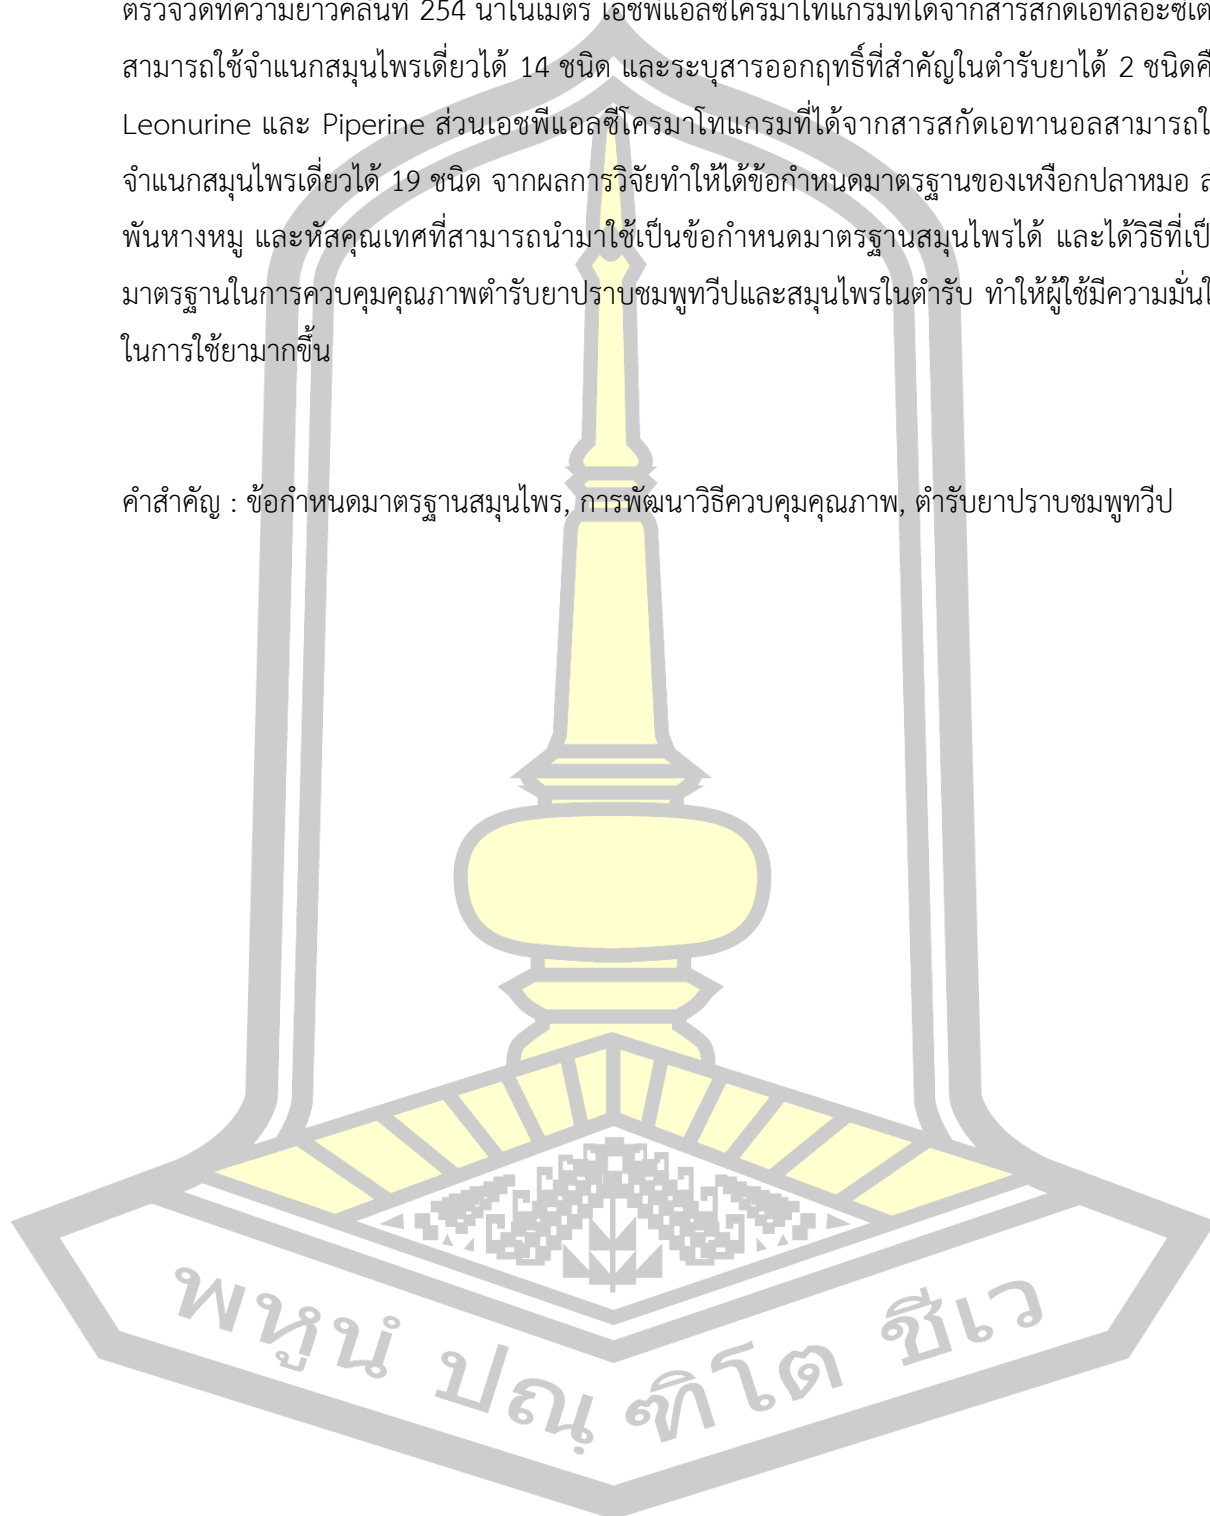 ตรวจวัดที่ความยาวคลื่นที่ 254 นาโนเมตร เอชพีแอลซีโครมาโทแกรมที่ได้จากสารสกัดเอทิลอะซิเต
สามารถใช้จำแนกสมุนไพรเดี่ยวได้ 14 ชนิด และระบุสารออกฤทธิ์ที่สำคัญในตำรับยาได้ 2 ชนิดคื
Leonurine และ Piperine ส่วนเอชพีแอลซีโครมาโทแกรมที่ได้จากสารสกัดเอทานอลสามารถใ
จำแนกสมุนไพรเดี่ยวได้ 19 ชนิด จากผลการวิจัยทำให้ได้ข้อกำหนดมาตรฐานของเหงือกปลาหมอ
พันหางหมู และหัสคุณเทศที่สามารถนำมาใช้เป็นข้อกำหนดมาตรฐานสมุนไพรได้ และได้วิธีที่เป็
มาตรฐานในการควบคุมคุณภาพตำรับยาปราบชมพูทวีปและสมุนไพรในตำรับ ทำให้ผู้ใช้มีความมั่นใ
ในการใช้ยามากขึ้น
คำสำคัญ : ข้อกำหนดมาตรฐานสมุนไพร, การพัฒนาวิธีควบคุมคุณภาพ, ตำรับยาปราบชมพูทวีป
พหูนํ ปณฺฑิโต ชีเว